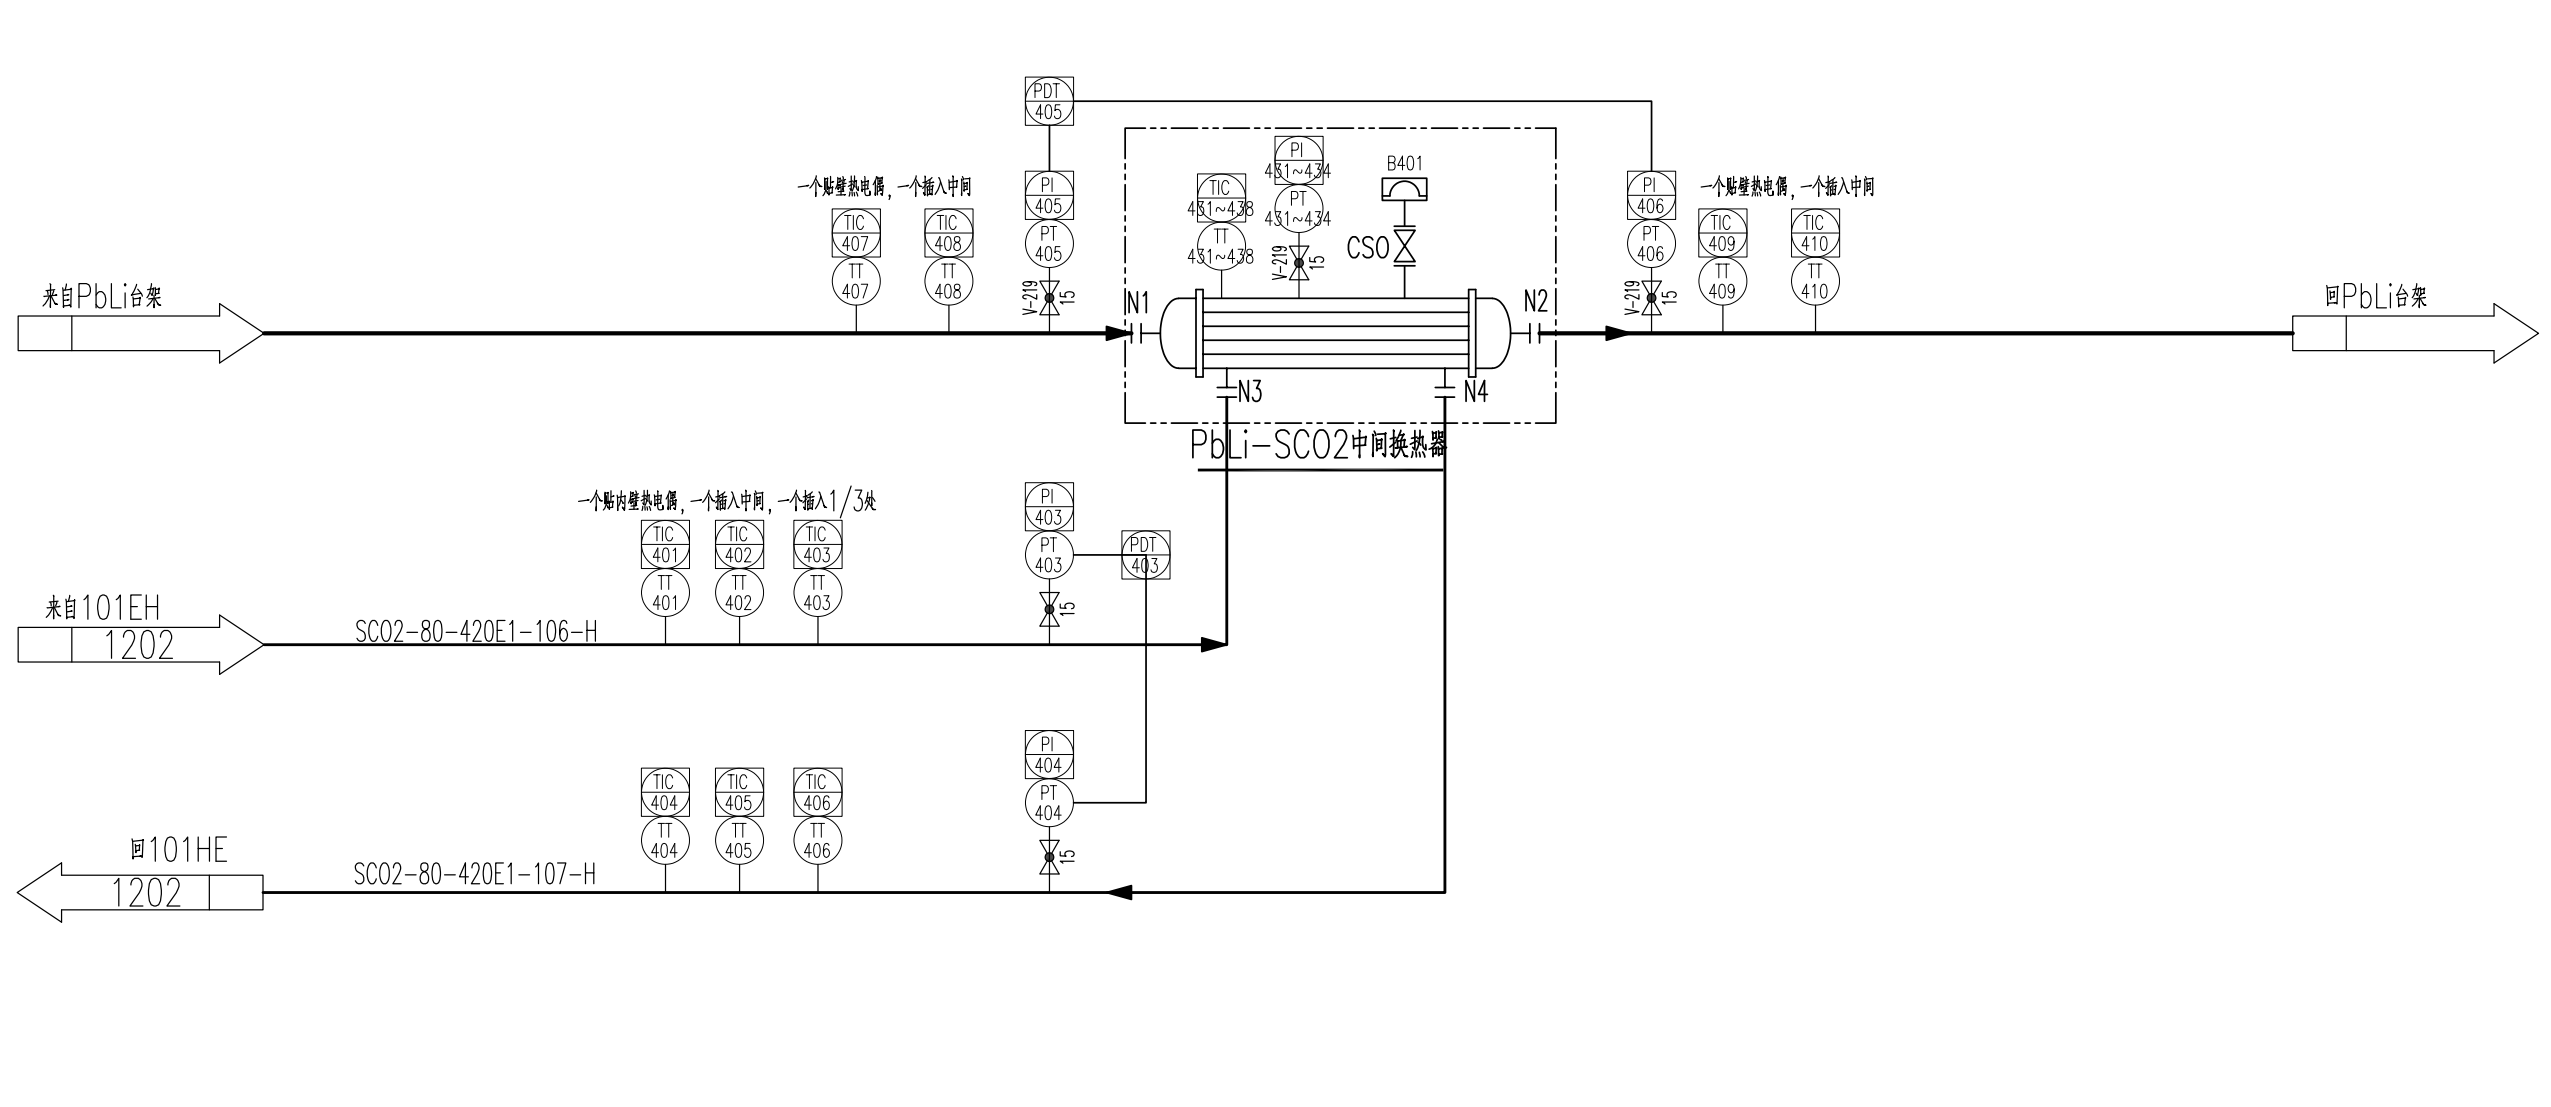 PDT
405
PI
431~434
PT
431~434
B401
TIC
431~438
TT
431~438
V-219
15
CSO
一个贴壁热电偶,一个插入中间
TIC
407
TT
407
TIC
408
TT
408
PI
405
PT
405
V-219
15
PI
406
PT
406
V-219
15
一个贴壁热电偶,一个插入中间
TIC
409
TT
409
TIC
410
TT
410
来自PbLi台架
N1
N2
回PbLi台架
N3
N4
PbLi-SCO2中间换热器
一个贴内壁热电偶,一个插入中间,一个插入1/3处
TIC
401
TT
401
TIC
402
TT
402
TIC
403
TT
403
PI
403
PT
403
15
PDT
403
来自101EH
1202
SCO2-80-420E1-106-H
TIC
404
TT
404
TIC
405
TT
405
TIC
406
TT
406
PI
404
PT
404
15
回101HE
1202
SCO2-80-420E1-107-H